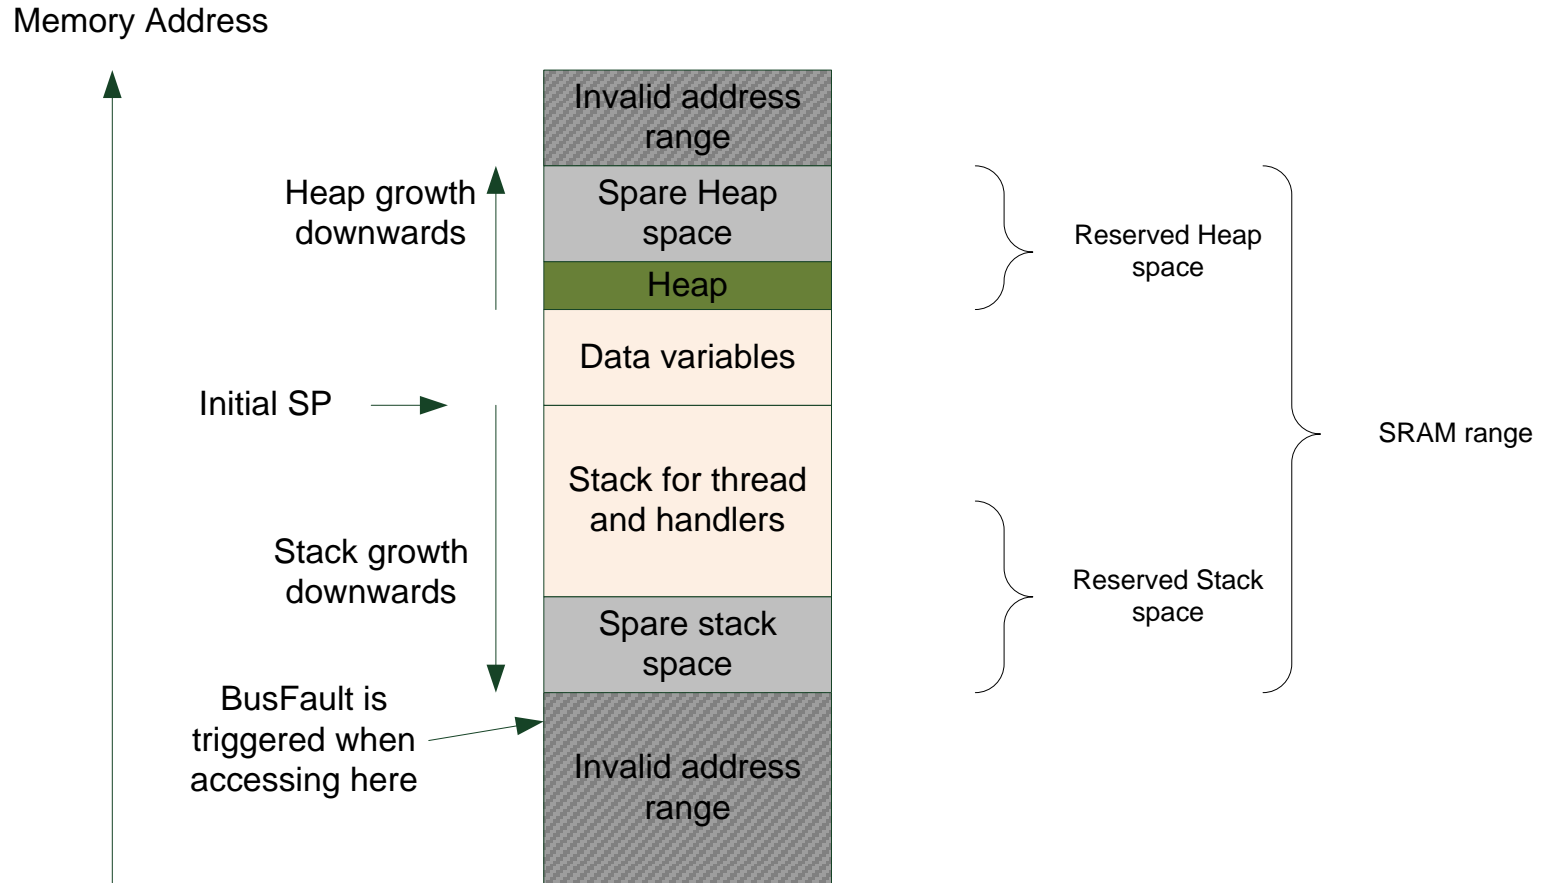 Memory Address
Invalid address
range
Heap growth
downwards
Spare Heap
space
Reserved Heap
space
Heap
Data variables
Initial SP
SRAM range
Stack for thread
and handlers
Stack growth
downwards
Reserved Stack
space
Spare stack
space
BusFault is
triggered when
accessing here
Invalid address
range